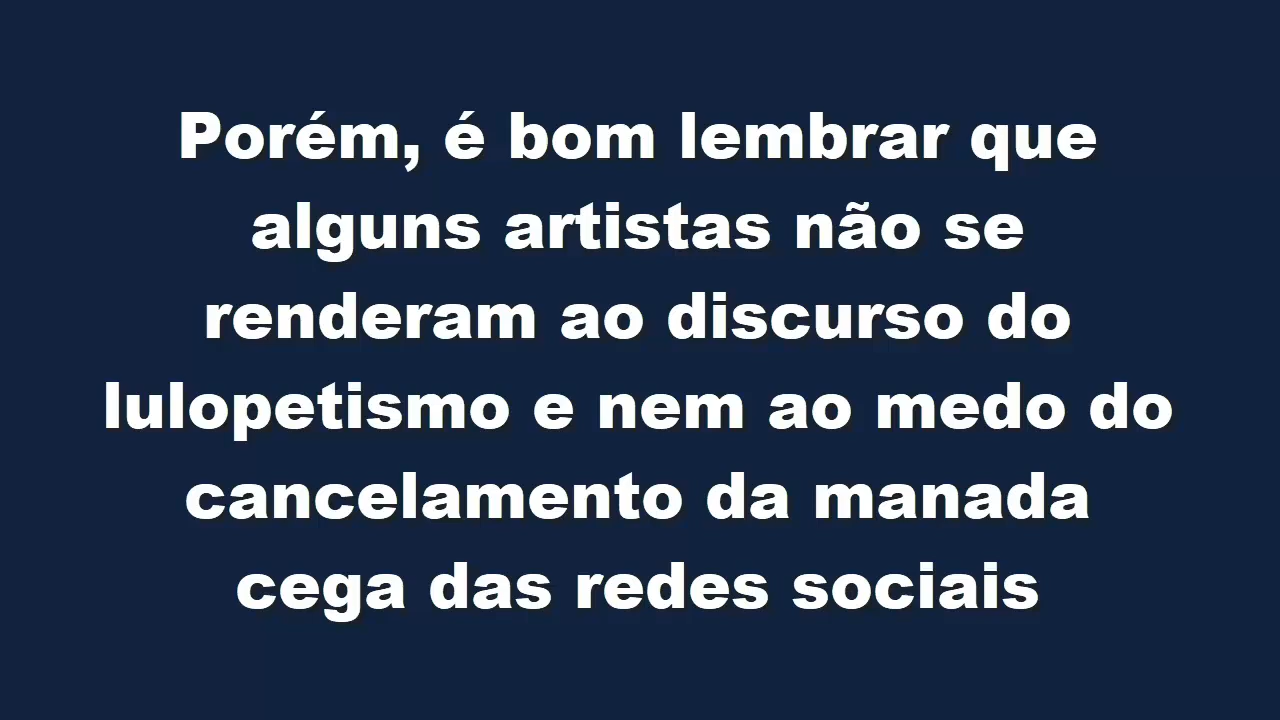 Porém, é bom lembrar que
alguns artistas não se
renderam ao discurso do
lulopetismo e nem ao medo do
cancelamento da manada
cega das redes sociais